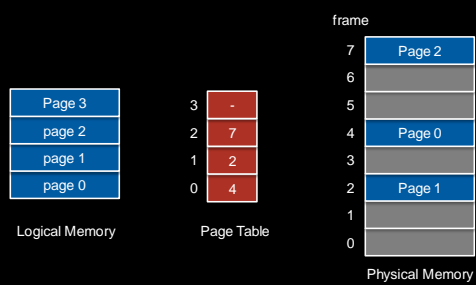 frame
7 Page 2
6
Page 3 3 - 5
page 2 2 7 4 Page 0
page 1 1 2 3
page 0 0 4 2 Page 1
1
Logical Memory Page Table 0
Physical Memory